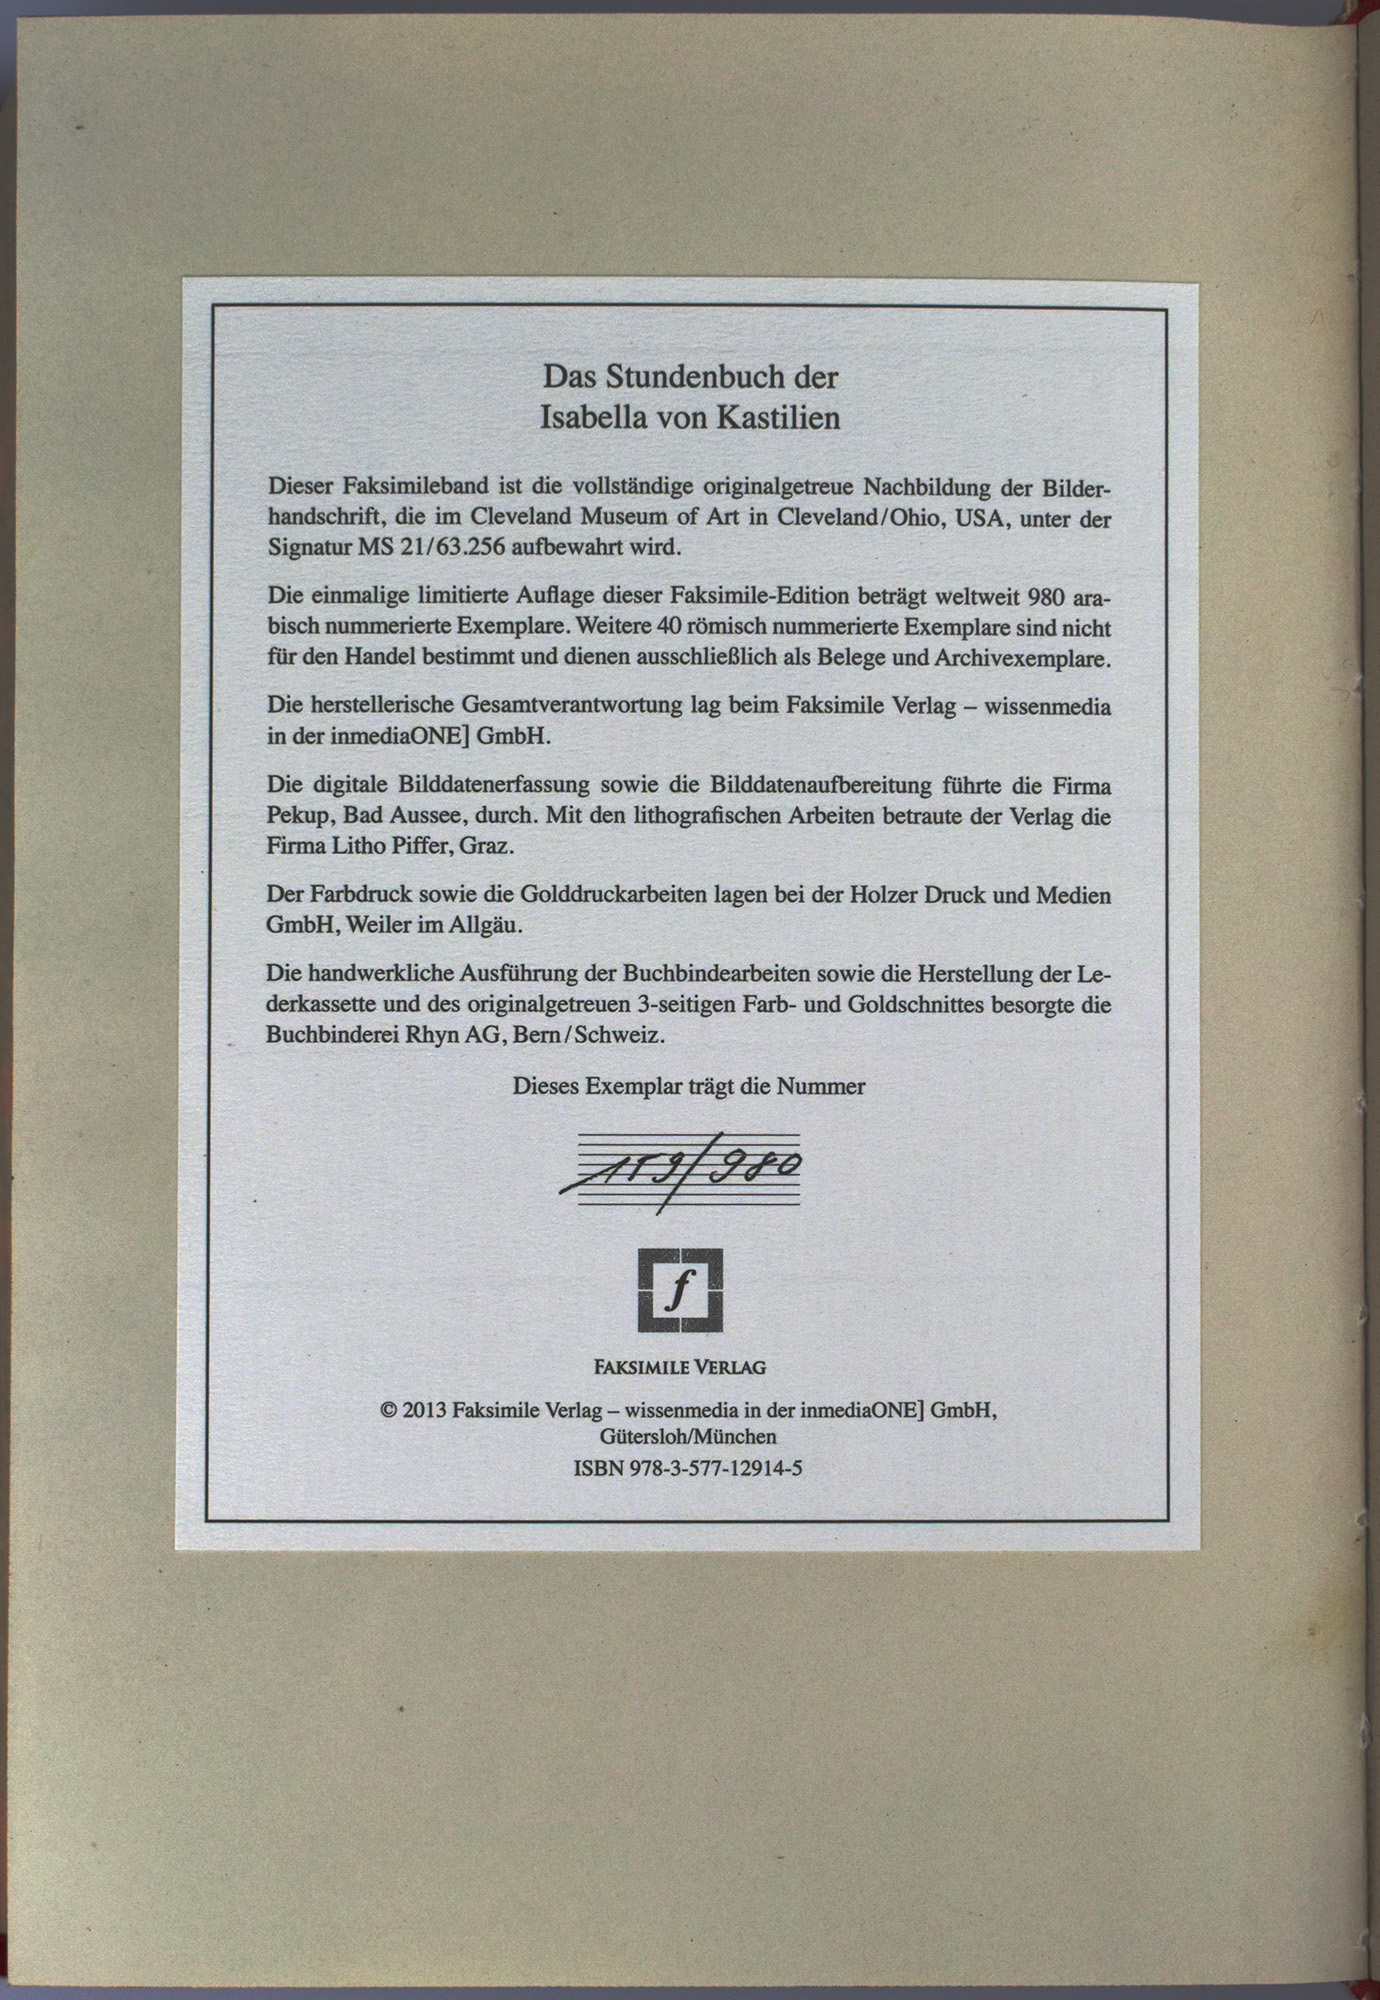 Das Stundenbuch der
Isabella von Kastilien
Dieser Faksimileband ist die vollständige originalgetreue Nachbildung der Bilder-
handschrift, die im Cleveland Museum of Art in Cleveland/Ohio, USA, unter der
Signatur MS 21/63.256 aufbewahrt wird.
Die einmalige limitierte Auflage dieser Faksimile-Edition beträgt weltweit 980 ara-
bisch nummerierte Exemplare. Weitere 40 römisch nummerierte Exemplare sind nicht
für den Handel bestimmt und dienen ausschließlich als Belege und Archivexemplare.
Die herstellerische Gesamtverantwortung lag beim Faksimile Verlag – wissenmedia
in der inmediaONE] GmbH.
Die digitale Bilddatenerfassung sowie die Bilddatenaufbereitung führte die Firma
Pekup, Bad Aussee, durch. Mit den lithografischen Arbeiten betraute der Verlag die
Firma Litho Piffer, Graz.
Der Farbdruck sowie die Golddruckarbeiten lagen bei der Holzer Druck und Medien
GmbH, Weiler im Allgäu.
Die handwerkliche Ausführung der Buchbindearbeiten sowie die Herstellung der Le-
derkassette und des originalgetreuen 3-seitigen Farb- und Goldschnittes besorgte die
Buchbinderei Rhyn AG, Bern/Schweiz.
Dieses Exemplar trägt die Nummer
159/980
f
FAKSIMILE VERLAG
© 2013 Faksimile Verlag – wissenmedia in der inmediaONE] GmbH,
Gütersloh/München
ISBN 978-3-577-12914-5